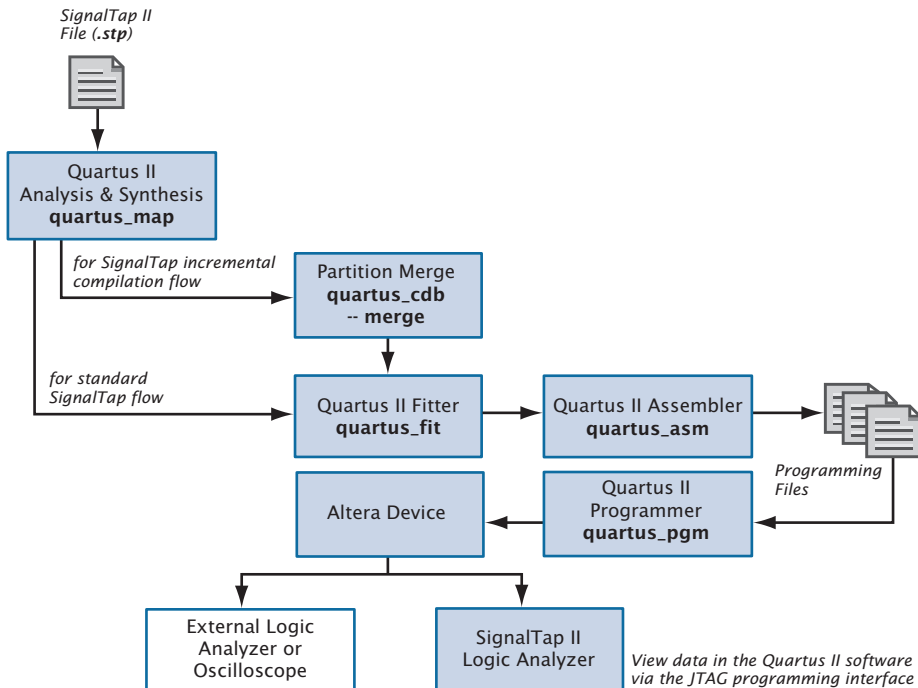 SignalTap II
File (.stp)
Quartus II
Analysis & Synthesis
quartus_map
for SignalTap incremental
compilation flow
Partition Merge
quartus_cdb
-- merge
for standard
SignalTap flow
Quartus II Fitter
quartus_fit
Quartus II Assembler
quartus_asm
Programming
Files
Quartus II
Programmer
quartus_pgm
Altera Device
External Logic
Analyzer or
Oscilloscope
SignalTap II
Logic Analyzer
View data in the Quartus II software
via the JTAG programming interface